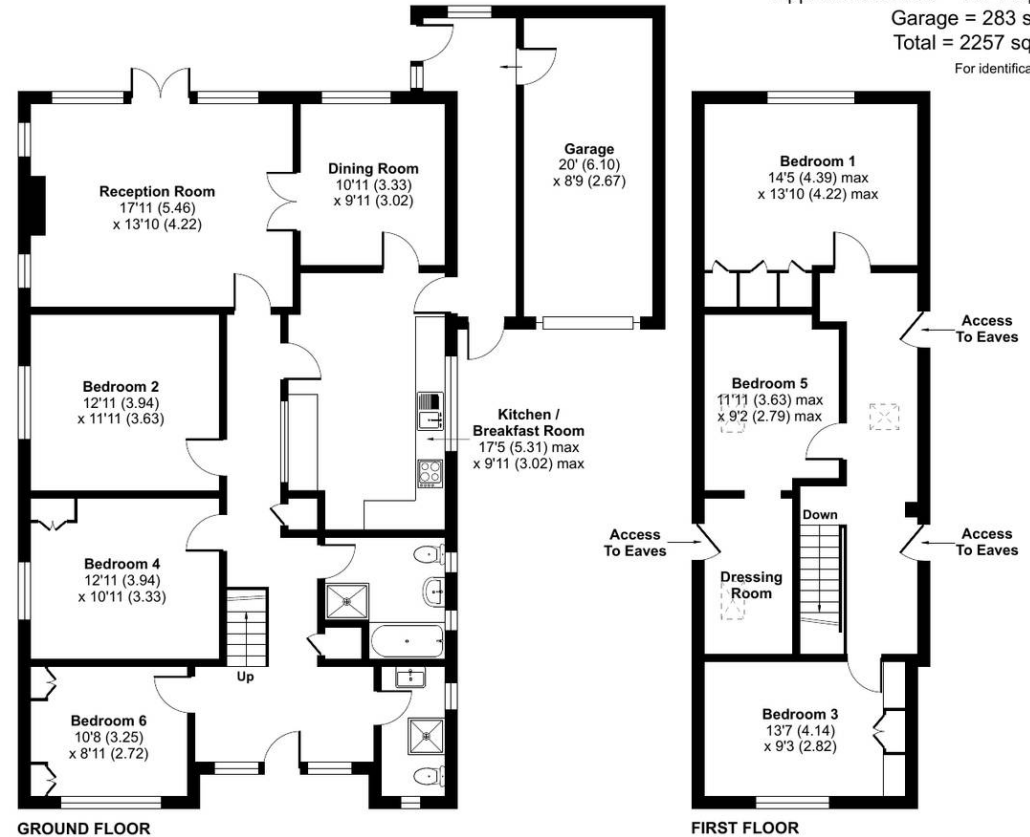 Garage = 283 s
Total = 2257 sq
For identifica
Reception Room
17'11 (5.46)
x 13'10 (4.22)
Dining Room
10'11 (3.33)
x 9'11 (3.02)
Garage
20' (6.10)
x 8'9 (2.67)
Bedroom 2
12'11 (3.94)
x 11'11 (3.63)
Kitchen /
Breakfast Room
17'5 (5.31) max
x 9'11 (3.02) max
Bedroom 4
12'11 (3.94)
x 10'11 (3.33)
Up
Bedroom 6
10'8 (3.25)
x 8'11 (2.72)
GROUND FLOOR
Bedroom 1
14'5 (4.39) max
x 13'10 (4.22) max
Access
To Eaves
Bedroom 5
11'11 (3.63) max
x 9'2 (2.79) max
Down
Access
To Eaves
Access
To Eaves
Dressing
Room
Bedroom 3
13'7 (4.14)
x 9'3 (2.82)
FIRST FLOOR